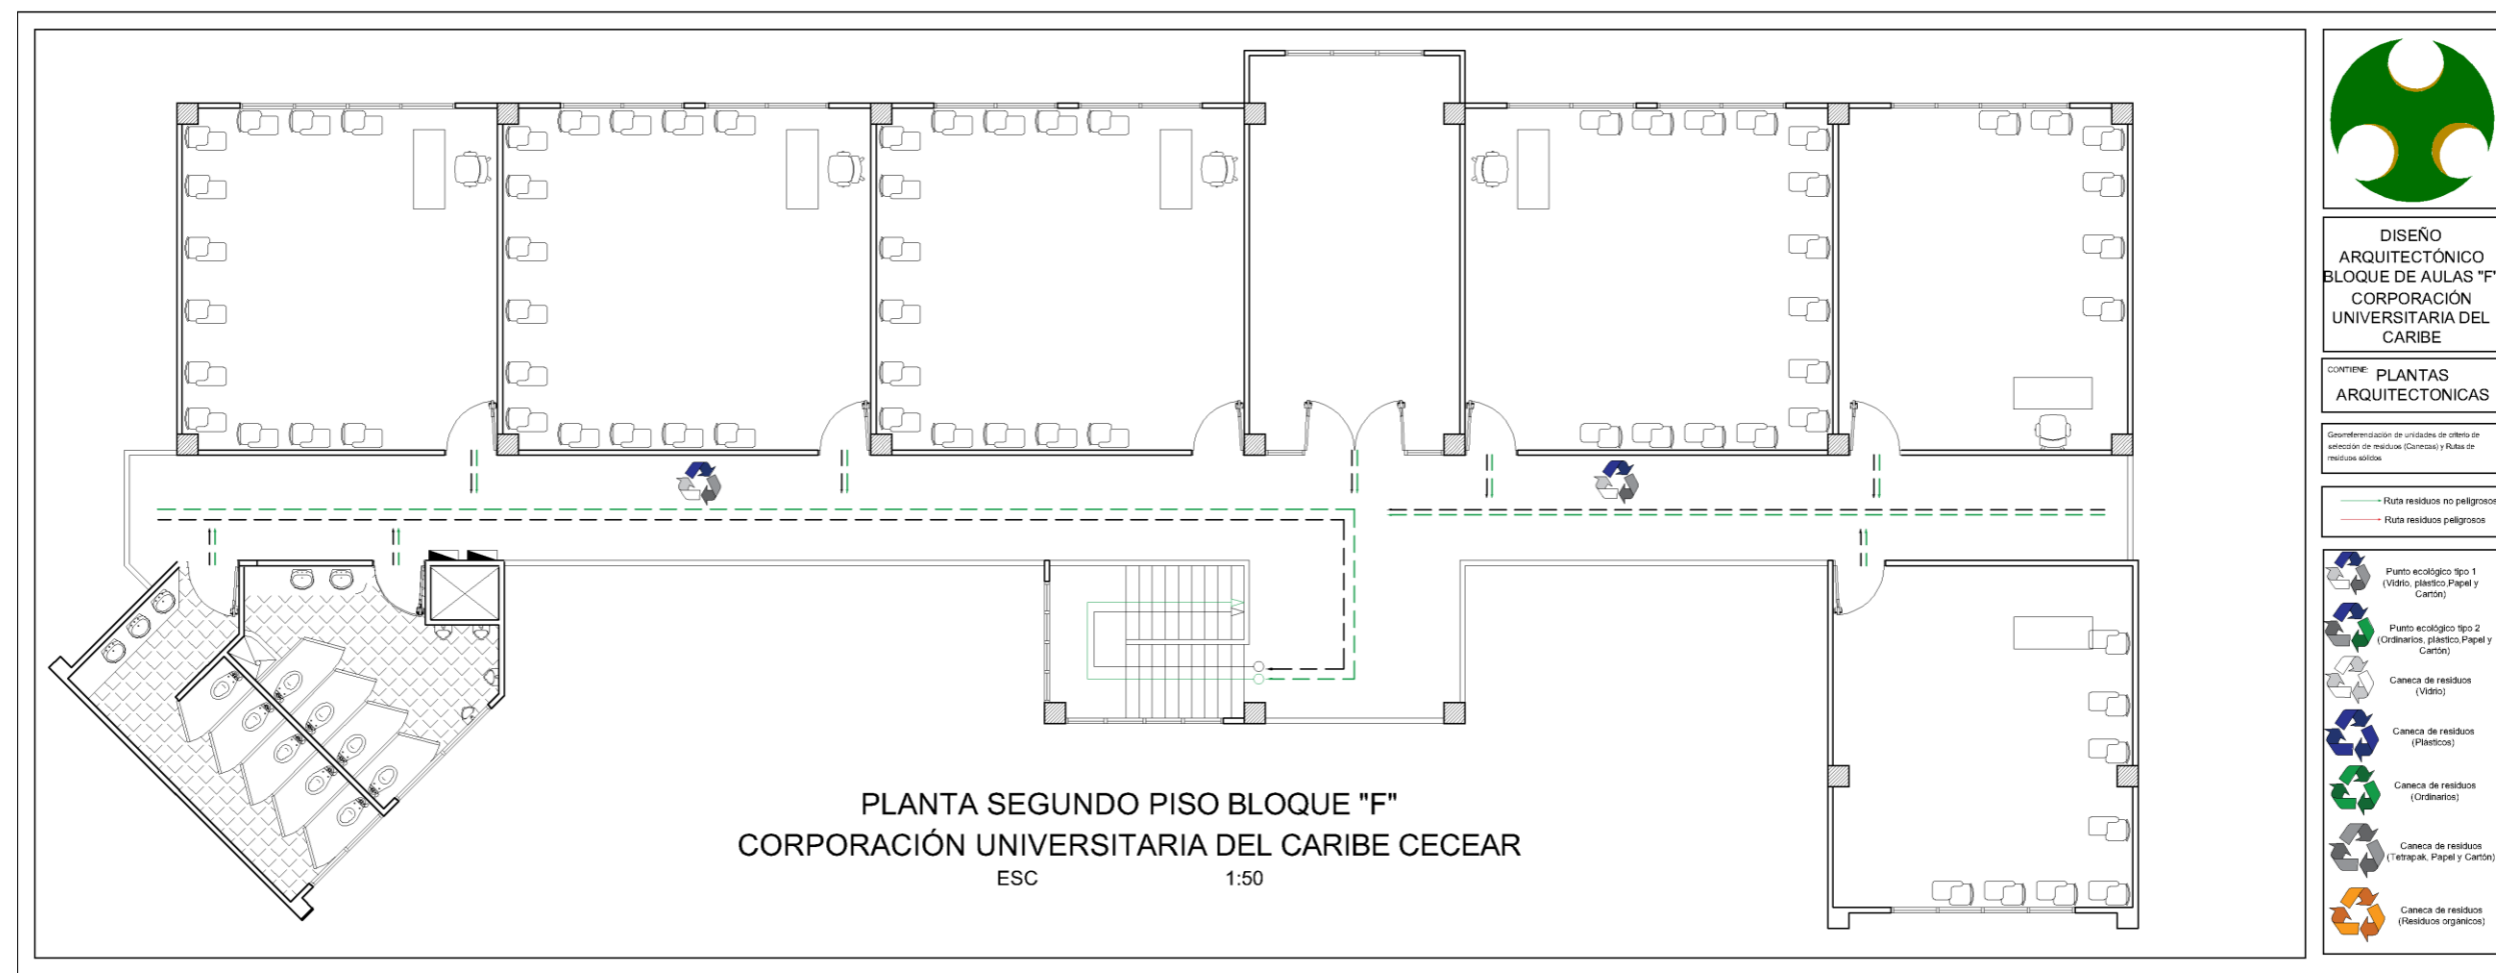 PLANTA SEGUNDO PISO BLOQUE "F"
CORPORACIÓN UNIVERSITARIA DEL CARIBE CECEAR
ESC 1:50
DISEÑO
ARQUITECTÓNICO
BLOQUE DE AULAS "F"
CORPORACIÓN
UNIVERSITARIA DEL
CARIBE
CONTIENE: PLANTAS
ARQUITECTONICAS
Georreferenciación de unidades de criterio de
selección de residuos (Canecas) y Rutas de
residuos sólidos
Ruta residuos no peligrosos
Ruta residuos peligrosos
Punto ecológico tipo 1
(Vidrio, plástico,Papel y
Cartón)
Punto ecológico tipo 2
(Ordinarios, plástico,Papel y
Cartón)
Caneca de residuos
(Vidrio)
Caneca de residuos
(Plasticos)
Caneca de residuos
(Ordinarios)
Caneca de residuos
(Tetrapak, Papel y Cartón)
Caneca de residuos
(Residuos organicos)